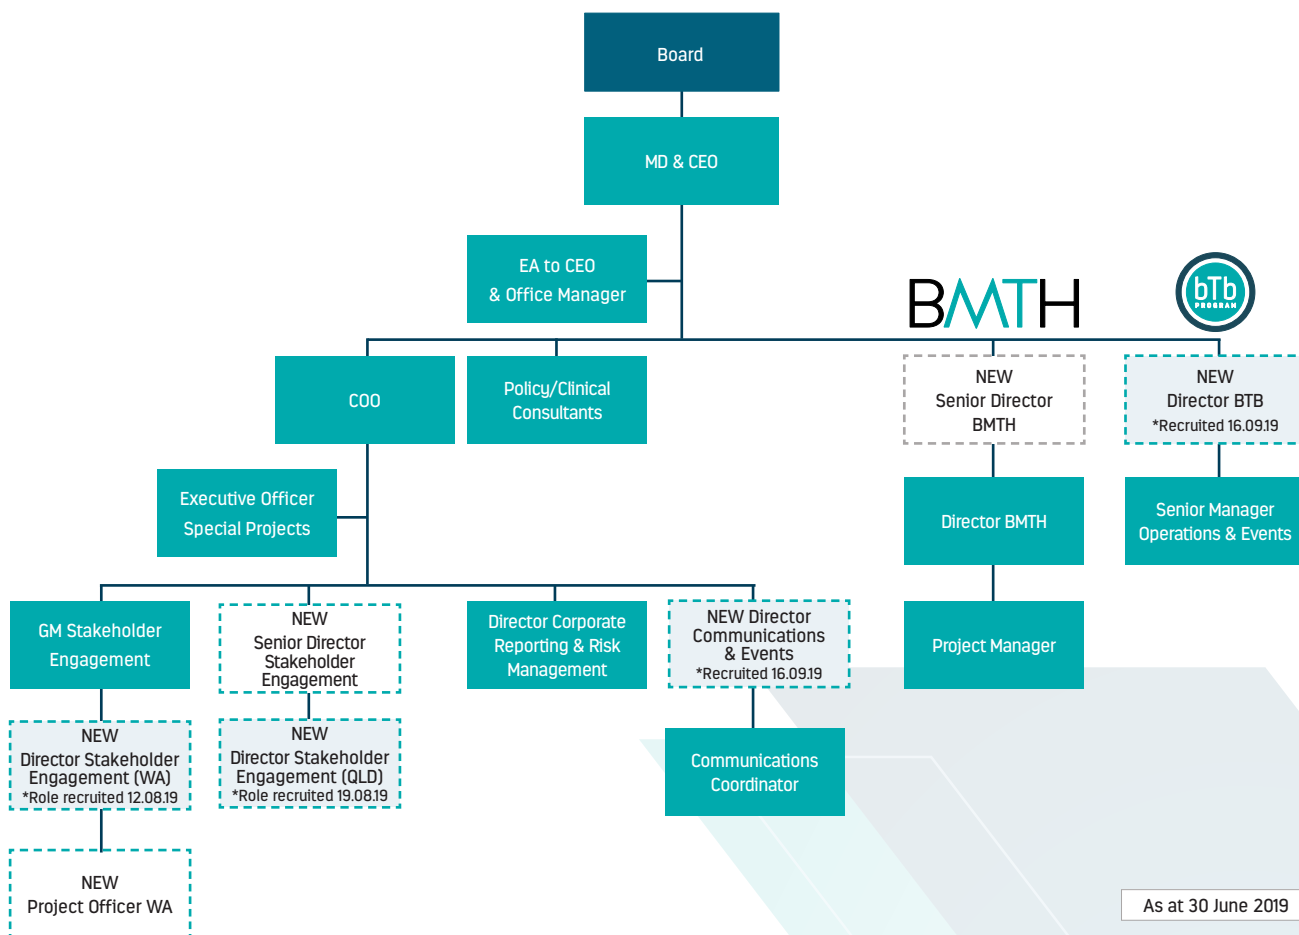 Board
MD & CEO
EA to CEO
& Office Manager
BMTH
bTb
PROGRAM
COO
Policy/Clinical
Consultants
NEW
Senior Director
BMTH
NEW
Director BTB
*Recruited 16.09.19
Executive Officer
Special Projects
Director BMTH
Senior Manager
Operations & Events
GM Stakeholder
Engagement
NEW
Senior Director
Stakeholder
Engagement
Director Corporate
Reporting & Risk
Management
NEW Director
Communications
& Events
*Recruited 16.09.19
Project Manager
NEW
Director Stakeholder
Engagement (WA)
*Role recruited 12.08.19
NEW
Director Stakeholder
Engagement (QLD)
*Role recruited 19.08.19
Communications
Coordinator
NEW
Project Officer WA
As at 30 June 2019